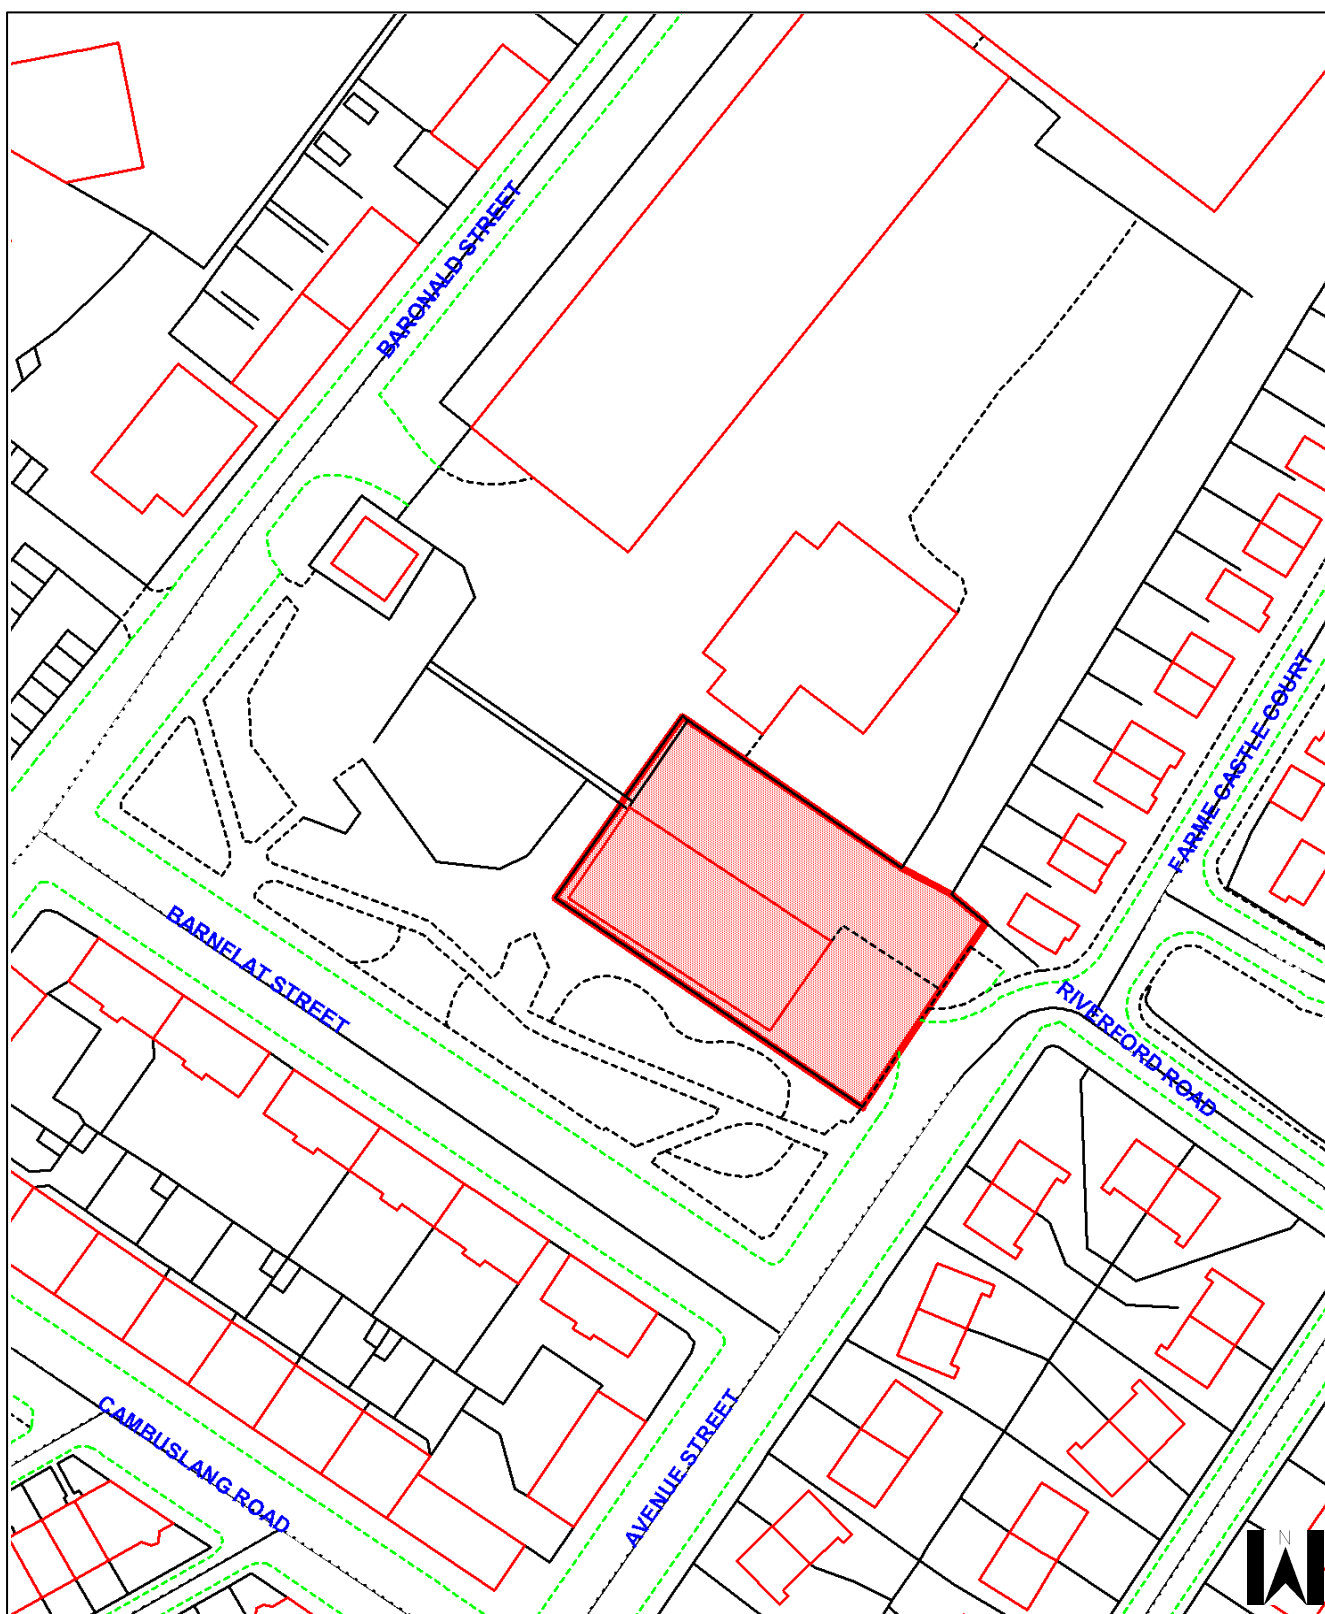 BARONALD STREET
FARME CASTLE COURT
BARNFLAT STREET
RIVERFORD ROAD
CAMBUSLANG ROAD
AVENUE STREET
N